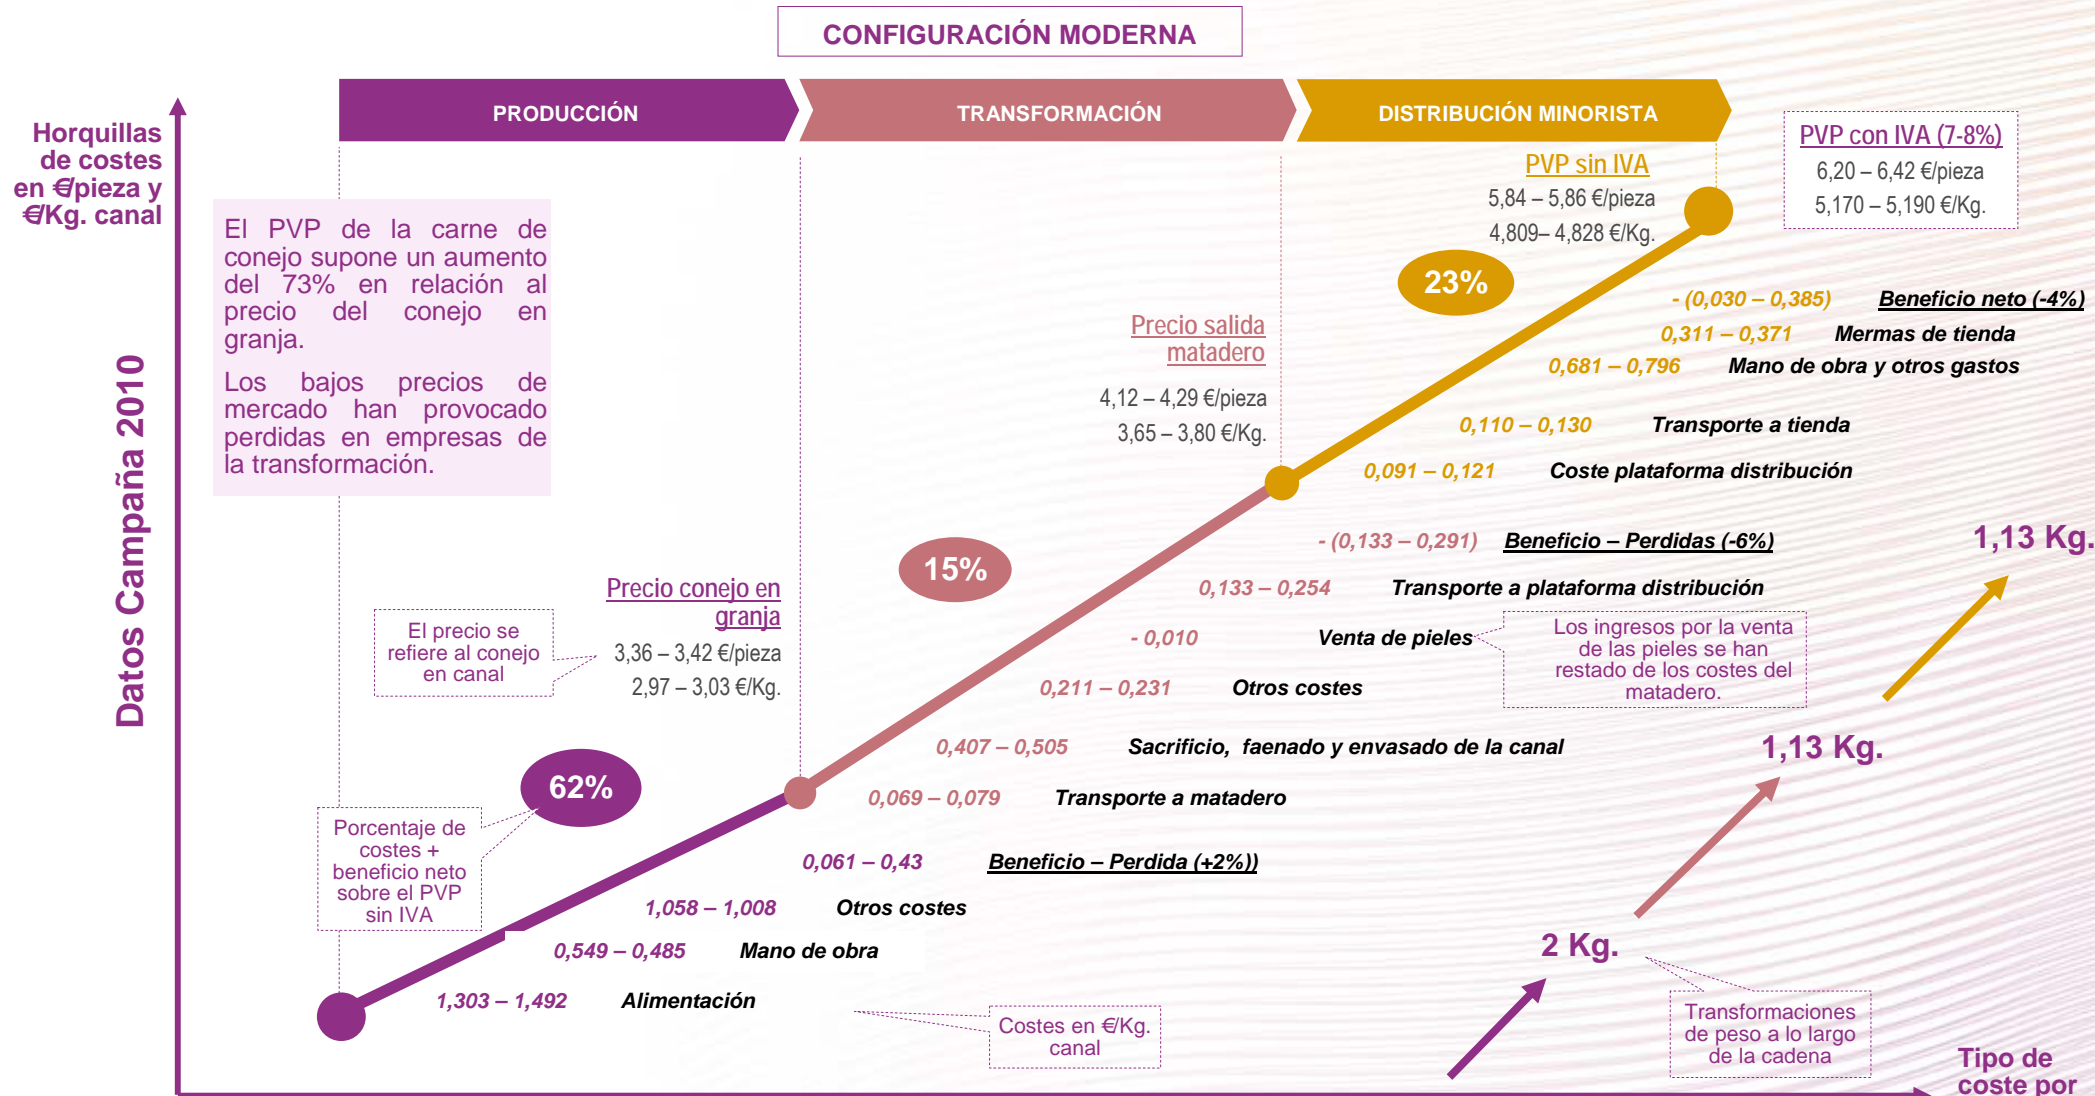 CONFIGURACIÓN MODERNA
PRODUCCIÓN
TRANSFORMACIÓN
DISTRIBUCIÓN MINORISTA
Horquillas
de costes
en €/pieza y
€/Kg. canal
Datos Campaña 2010
El PVP de la carne de
conejo supone un aumento
del 73% en relación al
precio del conejo en
granja.
Los bajos precios de
mercado han provocado
perdidas en empresas de
la transformación.
PVP con IVA (7-8%)
6,20 – 6,42 €/pieza
5,170 – 5,190 €/Kg.
PVP sin IVA
5,84 – 5,86 €/pieza
4,809– 4,828 €/Kg.
23%
- (0,030 – 0,385) Beneficio neto (-4%)
0,311 – 0,371 Mermas de tienda
0,681 – 0,796 Mano de obra y otros gastos
0,110 – 0,130 Transporte a tienda
0,091 – 0,121 Coste plataforma distribución
Precio salida
matadero
4,12 – 4,29 €/pieza
3,65 – 3,80 €/Kg.
15%
- (0,133 – 0,291) Beneficio – Perdidas (-6%)
0,133 – 0,254 Transporte a plataforma distribución
- 0,010 Venta de pieles
Los ingresos por la venta
de las pieles se han
restado de los costes del
matadero.
0,211 – 0,231 Otros costes
0,407 – 0,505 Sacrificio, faenado y envasado de la canal
0,069 – 0,079 Transporte a matadero
Precio conejo en
granja
3,36 – 3,42 €/pieza
2,97 – 3,03 €/Kg.
El precio se
refiere al conejo
en canal
62%
Porcentaje de
costes +
beneficio neto
sobre el PVP
sin IVA
0,061 – 0,43 Beneficio – Perdida (+2%))
1,058 – 1,008 Otros costes
0,549 – 0,485 Mano de obra
1,303 – 1,492 Alimentación
Costes en €/Kg.
canal
1,13 Kg.
1,13 Kg.
2 Kg.
Transformaciones
de peso a lo largo
de la cadena
Tipo de
coste por